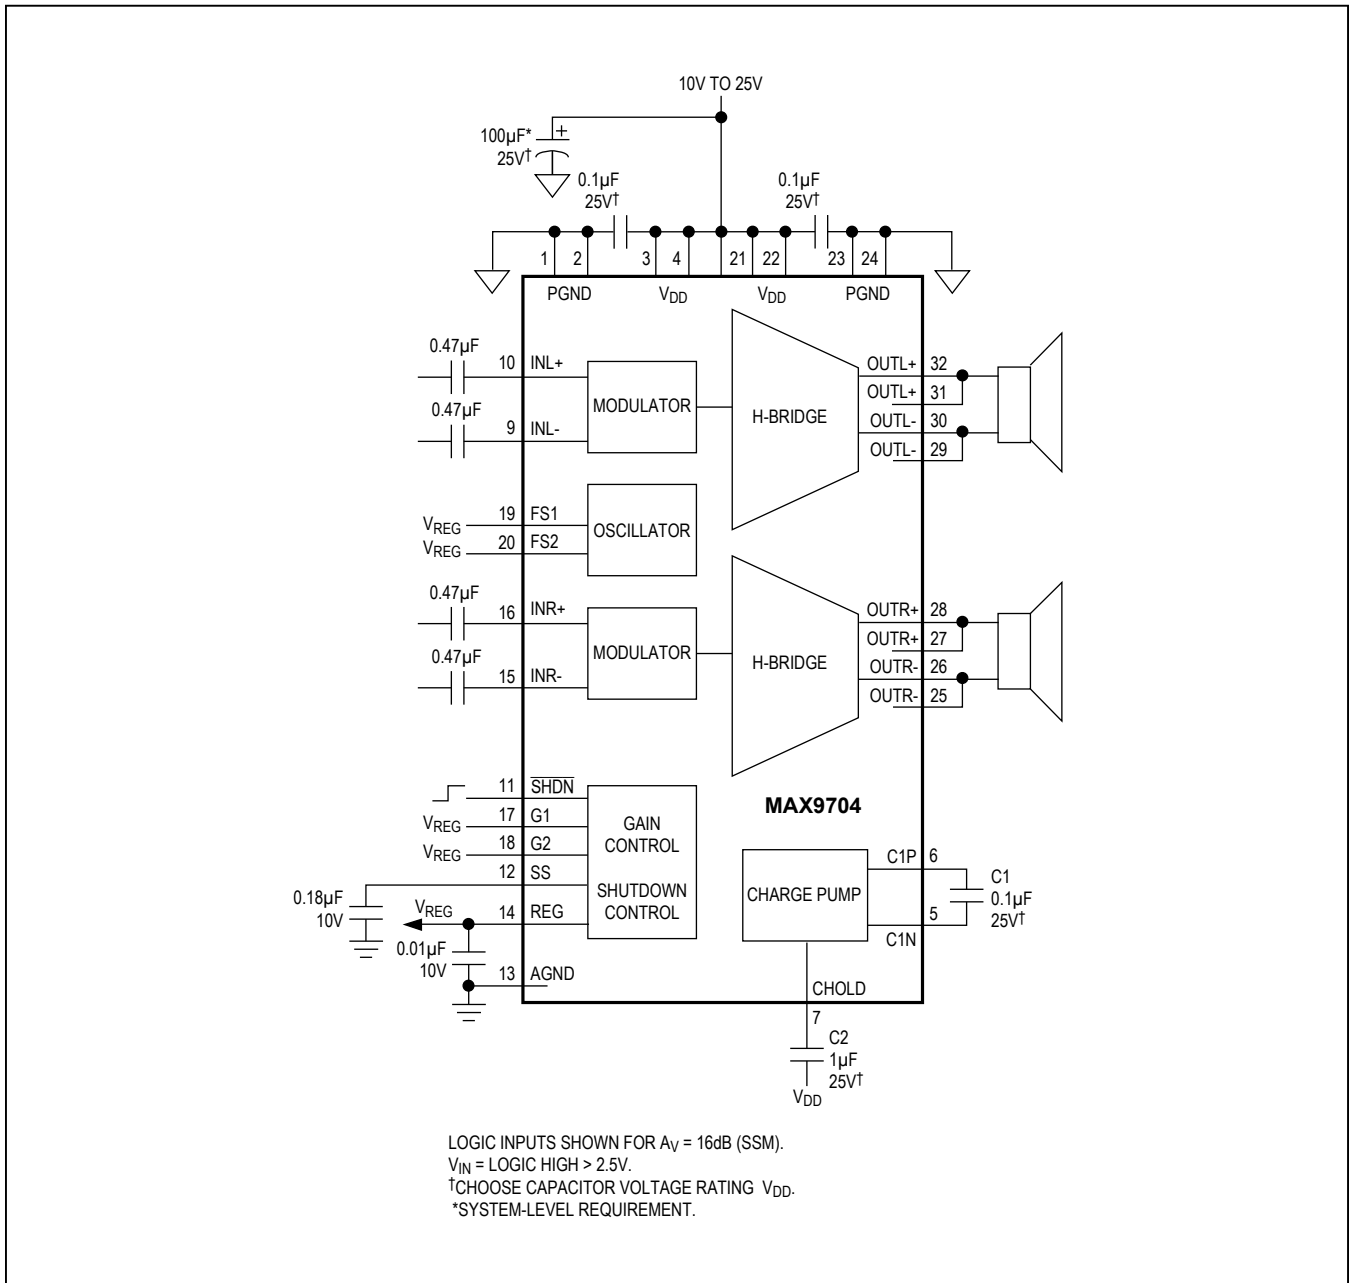 10V TO 25V
100µF*
25V†
+
0.1µF
25V†
0.1µF
25V†
1 2 3 4 21 22 23 24
PGND VDD VDD PGND
0.47µF
10 INL+
0.47µF
9 INL-
MODULATOR
H-BRIDGE
OUTL+ 32
OUTL+ 31
OUTL- 30
OUTL- 29
VREG 19 FS1
VREG 20 FS2
OSCILLATOR
0.47µF
16 INR+
0.47µF
15 INR-
MODULATOR
H-BRIDGE
OUTR+ 28
OUTR+ 27
OUTR- 26
OUTR- 25
11 SHDN
VREG 17 G1
VREG 18 G2
12 SS
0.18µF
10V
VREG 14 REG
0.01µF
10V
13 AGND
GAIN
CONTROL
SHUTDOWN
CONTROL
MAX9704
CHARGE PUMP
C1P 6
C1
0.1µF
25V†
5
C1N
CHOLD
7
C2
1µF
25V†
VDD
LOGIC INPUTS SHOWN FOR AV = 16dB (SSM).
VIN = LOGIC HIGH > 2.5V.
†CHOOSE CAPACITOR VOLTAGE RATING VDD.
*SYSTEM-LEVEL REQUIREMENT.